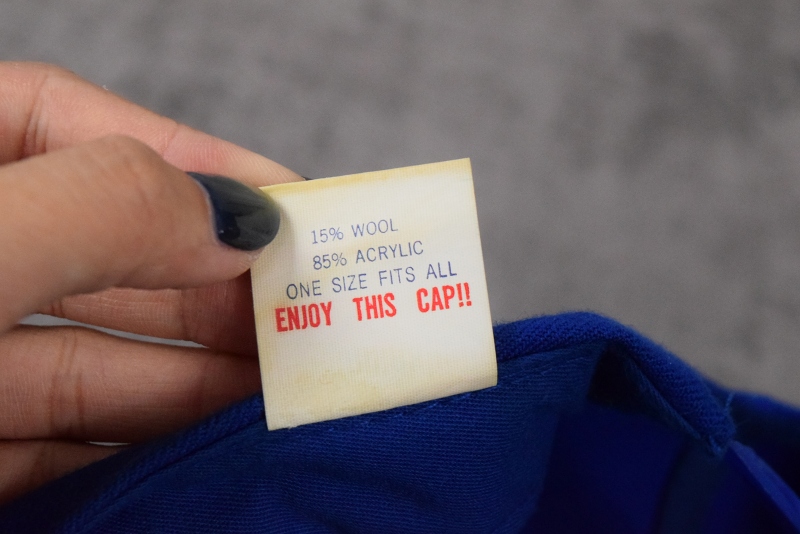 15% WOOL
85% ACRYLIC
ONE SIZE FITS ALL
ENJOY THIS CAP!!